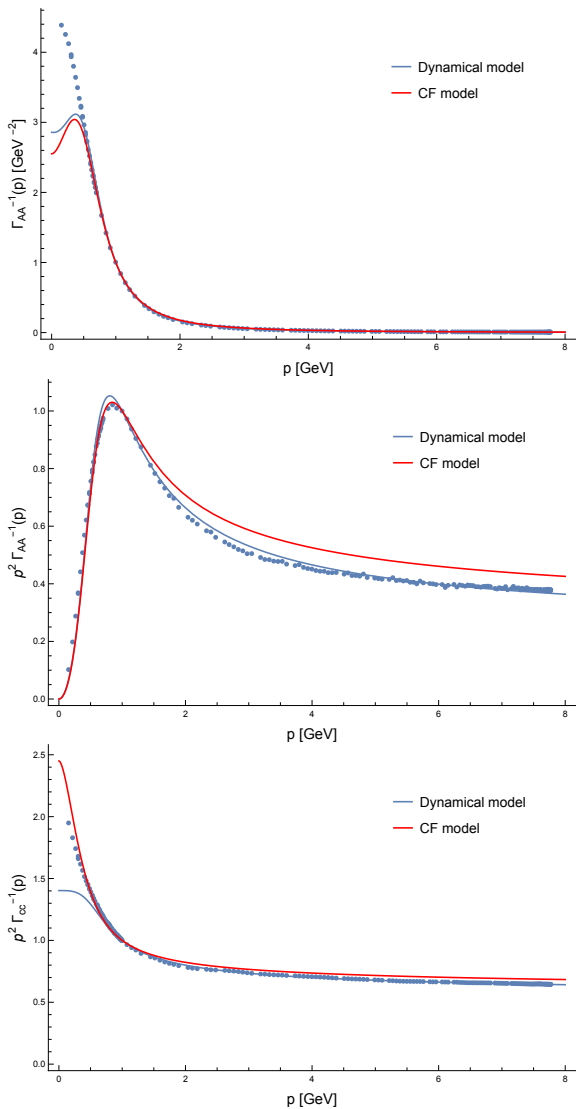 Γ_AA⁻¹(p) [GeV⁻²]
4
3
2
1
0
Dynamical model
CF model
0 2 4 6 8
p [GeV]
p² Γ_AA⁻¹(p)
1.0
0.8
0.6
0.4
0.2
0.0
Dynamical model
CF model
0 2 4 6 8
p [GeV]
p² Γ_cc⁻¹(p)
2.5
2.0
1.5
1.0
0.5
0.0
Dynamical model
CF model
0 2 4 6 8
p [GeV]